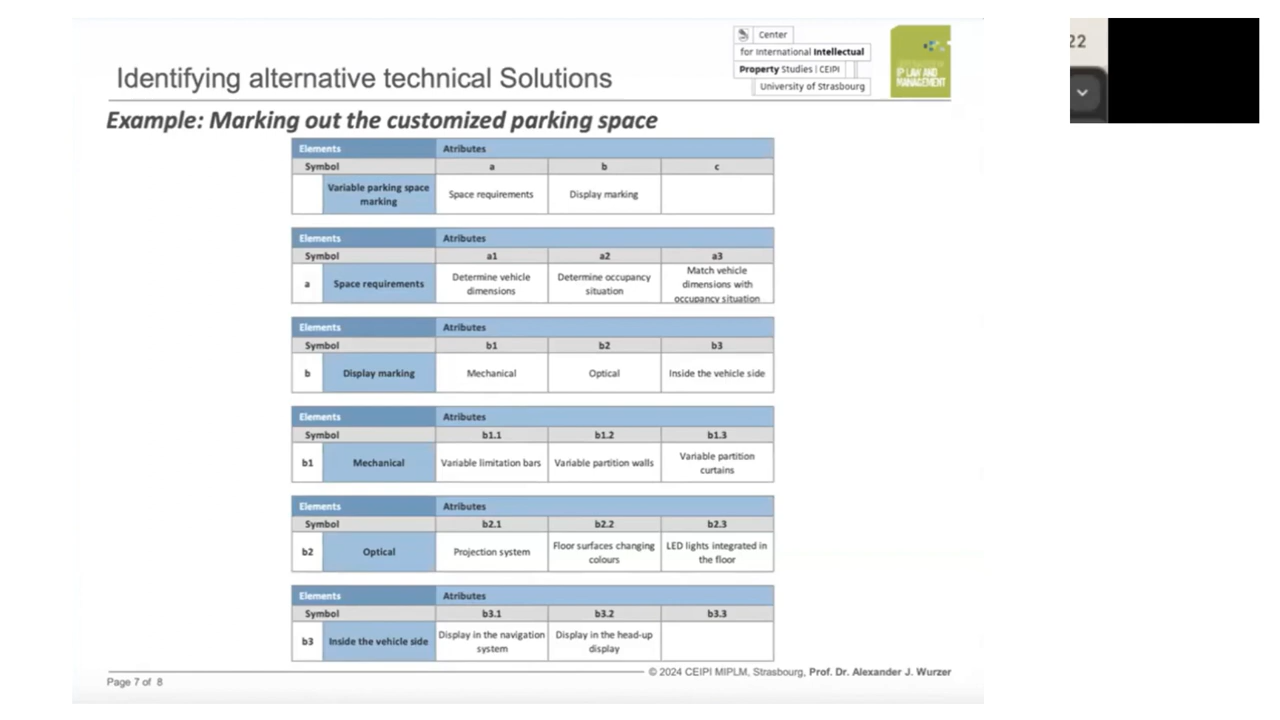 Center
for International Intellectual
Property Studies | CEIPI
University of Strasbourg
IP LAW AND
MANAGEMENT
22
Identifying alternative technical Solutions
Example: Marking out the customized parking space
Elements Atributes
Symbol a b c
Variable parking space marking Space requirements Display marking
Elements Atributes
Symbol a1 a2 a3
a Space requirements Determine vehicle dimensions Determine occupancy situation Match vehicle dimensions with occupancy situation
Elements Atributes
Symbol b1 b2 b3
b Display marking Mechanical Optical Inside the vehicle side
Elements Atributes
Symbol b1.1 b1.2 b1.3
b1 Mechanical Variable limitation bars Variable partition walls Variable partition curtains
Elements Atributes
Symbol b2.1 b2.2 b2.3
b2 Optical Projection system Floor surfaces changing colours LED lights integrated in the floor
Elements Atributes
Symbol b3.1 b3.2 b3.3
b3 Inside the vehicle side Display in the navigation system Display in the head-up display
© 2024 CEIPI MIPLM, Strasbourg, Prof. Dr. Alexander J. Wurzer
Page 7 of 8